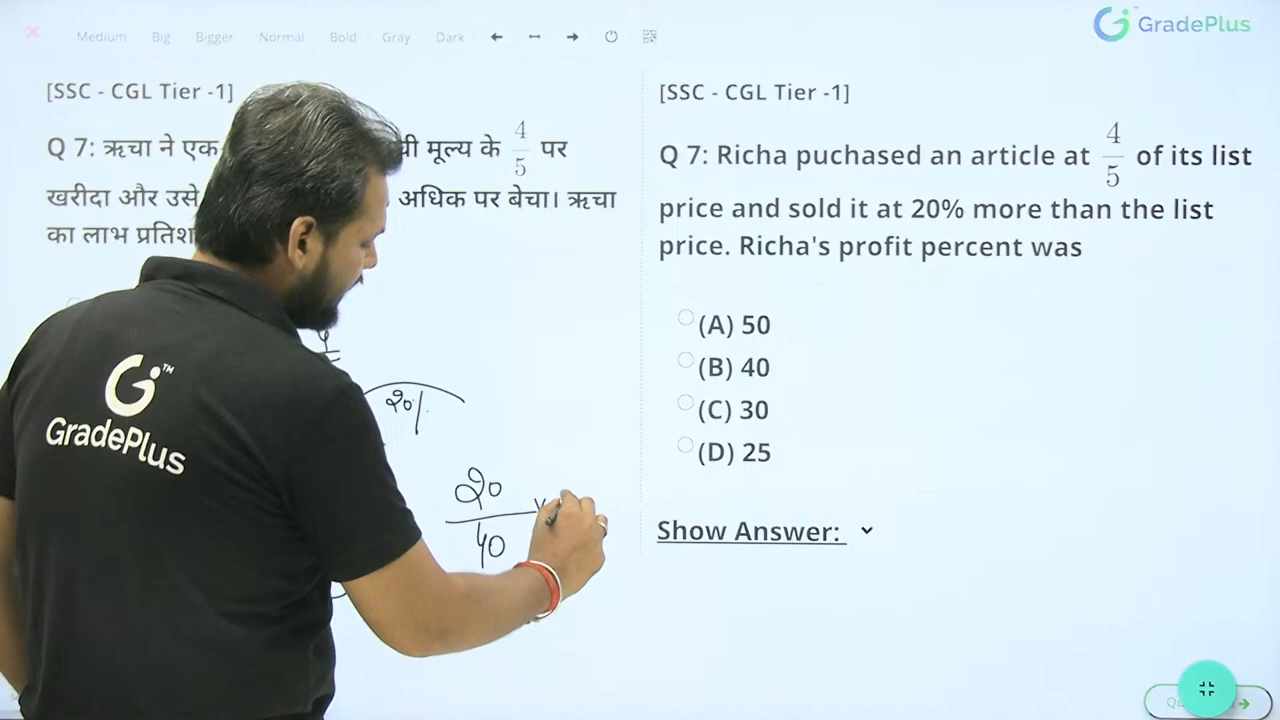 Medium Big Bigger Normal Bold Gray Dark
GradePlus
[SSC - CGL Tier -1]
Q 7: ऋचा ने एक मूल्य के 4/5 पर
खरीदा और उसे अधिक पर बेचा। ऋचा
का लाभ
20%
20
40
[SSC - CGL Tier -1]
Q 7: Richa puchased an article at 4/5 of its list
price and sold it at 20% more than the list
price. Richa's profit percent was
(A) 50
(B) 40
(C) 30
(D) 25
Show Answer:
GradePlus
TM